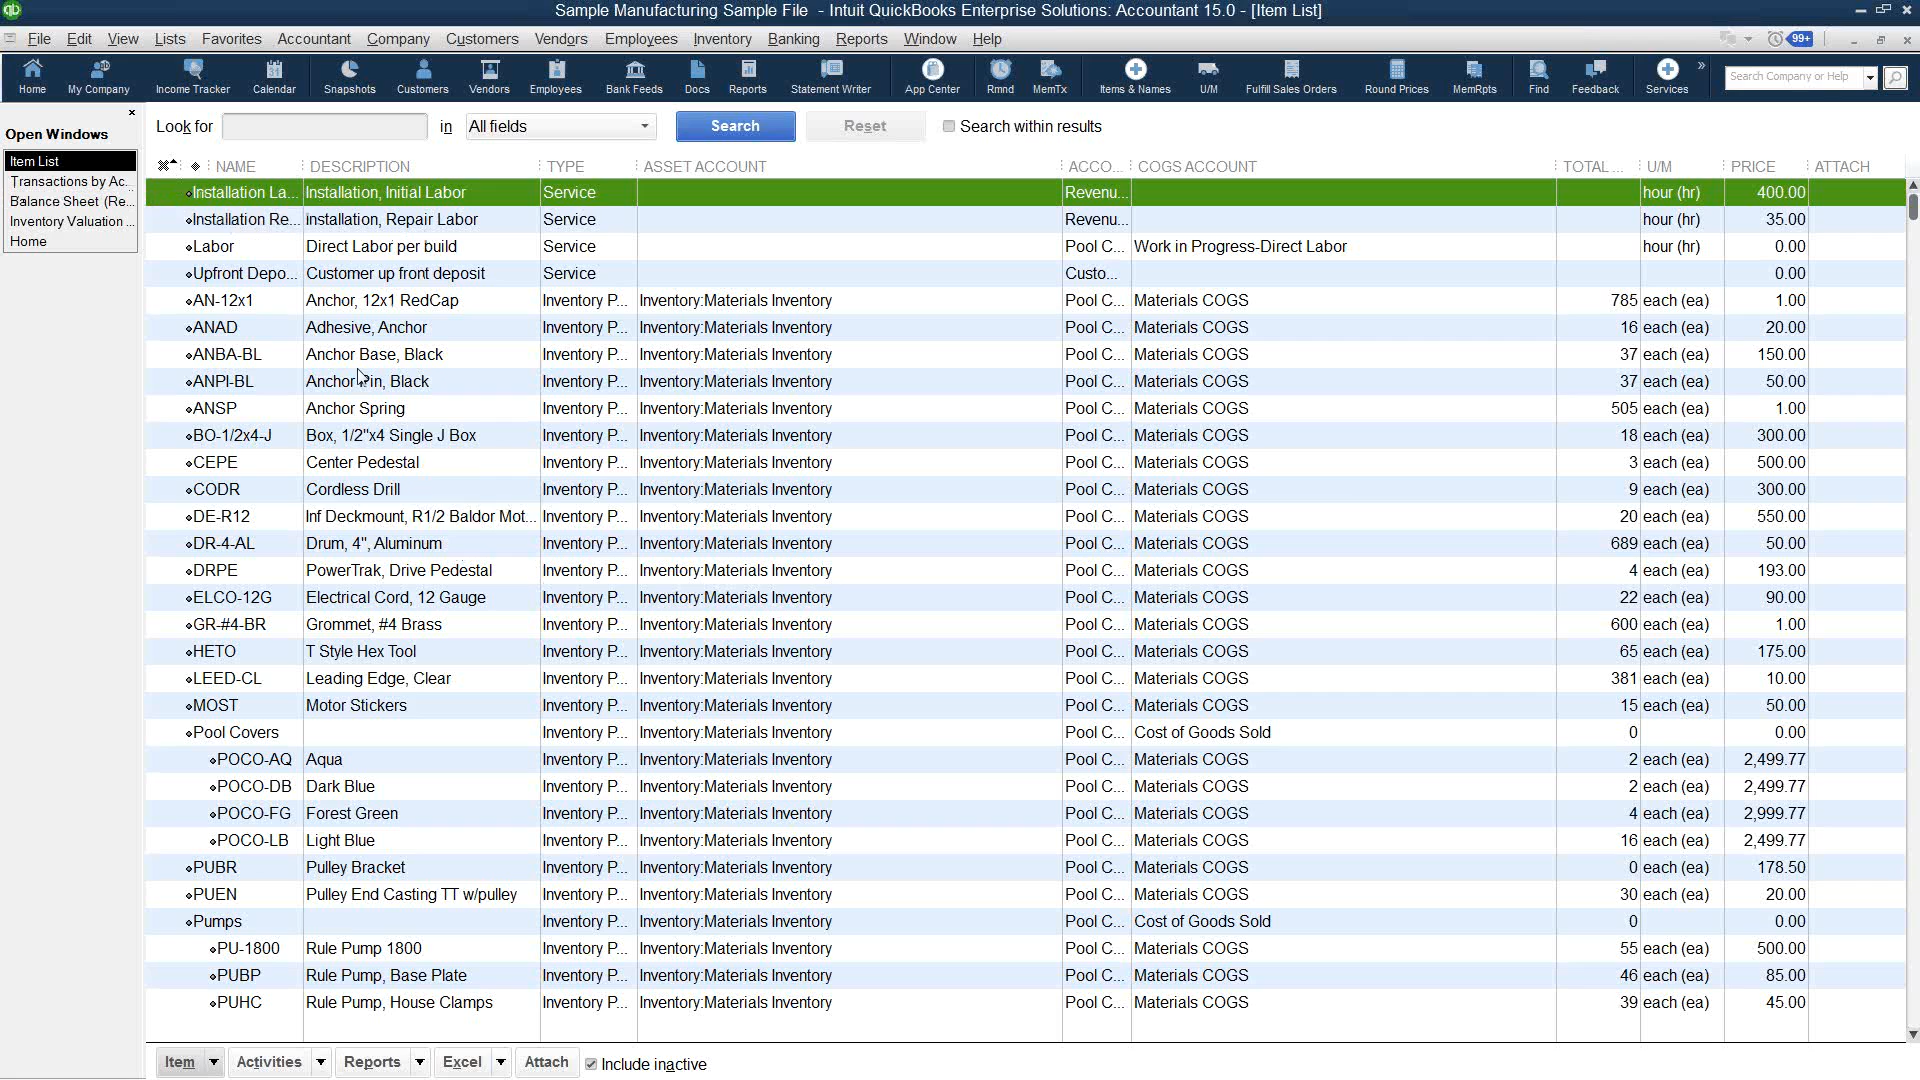 Sample Manufacturing Sample File - Intuit QuickBooks Enterprise Solutions: Accountant 15.0 - [Item List]
File Edit View Lists Favorites Accountant Company Customers Vendors Employees Inventory Banking Reports Window Help 99+
Home My Company Income Tracker Calendar Snapshots Customers Vendors Employees Bank Feeds Docs Reports Statement Writer App Center Rmnd MemTx Items & Names U/M Fulfill Sales Orders Round Prices MemRpts Find Feedback Services » Search Company or Help
Open Windows
Item List
Transactions by Ac...
Balance Sheet (Re...
Inventory Valuation ...
Home
Look for in All fields Search Reset Search within results
NAME DESCRIPTION TYPE ASSET ACCOUNT ACCO... COGS ACCOUNT TOTAL ... U/M PRICE ATTACH
Installation La... Installation, Initial Labor Service Revenu... hour (hr) 400.00
Installation Re... Installation, Repair Labor Service Revenu... hour (hr) 35.00
Labor Direct Labor per build Service Pool C... Work in Progress-Direct Labor hour (hr) 0.00
Upfront Depo... Customer up front deposit Service Custo... 0.00
AN-12x1 Anchor, 12x1 RedCap Inventory P... Inventory:Materials Inventory Pool C... Materials COGS 785 each (ea) 1.00
ANAD Adhesive, Anchor Inventory P... Inventory:Materials Inventory Pool C... Materials COGS 16 each (ea) 20.00
ANBA-BL Anchor Base, Black Inventory P... Inventory:Materials Inventory Pool C... Materials COGS 37 each (ea) 150.00
ANPI-BL Anchor Pin, Black Inventory P... Inventory:Materials Inventory Pool C... Materials COGS 37 each (ea) 50.00
ANSP Anchor Spring Inventory P... Inventory:Materials Inventory Pool C... Materials COGS 505 each (ea) 1.00
BO-1/2x4-J Box, 1/2"x4 Single J Box Inventory P... Inventory:Materials Inventory Pool C... Materials COGS 18 each (ea) 300.00
CEPE Center Pedestal Inventory P... Inventory:Materials Inventory Pool C... Materials COGS 3 each (ea) 500.00
CODR Cordless Drill Inventory P... Inventory:Materials Inventory Pool C... Materials COGS 9 each (ea) 300.00
DE-R12 Inf Deckmount, R1/2 Baldor Mot... Inventory P... Inventory:Materials Inventory Pool C... Materials COGS 20 each (ea) 550.00
DR-4-AL Drum, 4", Aluminum Inventory P... Inventory:Materials Inventory Pool C... Materials COGS 689 each (ea) 50.00
DRPE PowerTrak, Drive Pedestal Inventory P... Inventory:Materials Inventory Pool C... Materials COGS 4 each (ea) 193.00
ELCO-12G Electrical Cord, 12 Gauge Inventory P... Inventory:Materials Inventory Pool C... Materials COGS 22 each (ea) 90.00
GR-#4-BR Grommet, #4 Brass Inventory P... Inventory:Materials Inventory Pool C... Materials COGS 600 each (ea) 1.00
HETO T Style Hex Tool Inventory P... Inventory:Materials Inventory Pool C... Materials COGS 65 each (ea) 175.00
LEED-CL Leading Edge, Clear Inventory P... Inventory:Materials Inventory Pool C... Materials COGS 381 each (ea) 10.00
MOST Motor Stickers Inventory P... Inventory:Materials Inventory Pool C... Materials COGS 15 each (ea) 50.00
Pool Covers Inventory P... Inventory:Materials Inventory Pool C... Cost of Goods Sold 0 0.00
POCO-AQ Aqua Inventory P... Inventory:Materials Inventory Pool C... Materials COGS 2 each (ea) 2,499.77
POCO-DB Dark Blue Inventory P... Inventory:Materials Inventory Pool C... Materials COGS 2 each (ea) 2,499.77
POCO-FG Forest Green Inventory P... Inventory:Materials Inventory Pool C... Materials COGS 4 each (ea) 2,999.77
POCO-LB Light Blue Inventory P... Inventory:Materials Inventory Pool C... Materials COGS 16 each (ea) 2,499.77
PUBR Pulley Bracket Inventory P... Inventory:Materials Inventory Pool C... Materials COGS 0 each (ea) 178.50
PUEN Pulley End Casting TT w/pulley Inventory P... Inventory:Materials Inventory Pool C... Materials COGS 30 each (ea) 20.00
Pumps Inventory P... Inventory:Materials Inventory Pool C... Cost of Goods Sold 0 0.00
PU-1800 Rule Pump 1800 Inventory P... Inventory:Materials Inventory Pool C... Materials COGS 55 each (ea) 500.00
PUBP Rule Pump, Base Plate Inventory P... Inventory:Materials Inventory Pool C... Materials COGS 46 each (ea) 85.00
PUHC Rule Pump, House Clamps Inventory P... Inventory:Materials Inventory Pool C... Materials COGS 39 each (ea) 45.00
Item Activities Reports Excel Attach Include inactive